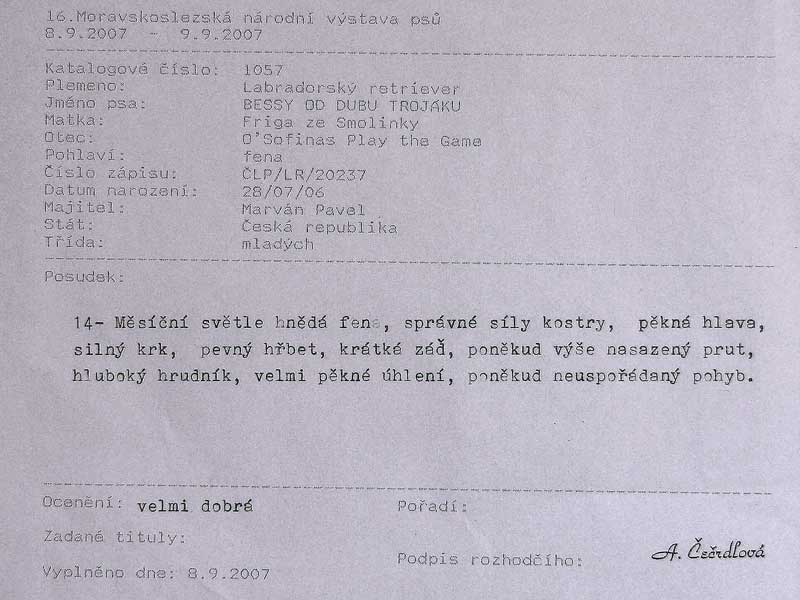 16.Moravskoslezská národní výstava psů
8.9.2007 - 9.9.2007
Katalogové číslo: 1057
Plemeno: Labradorský retriever
Jméno psa: BESSY OD DUBU TROJÁKU
Matka: Friga ze Smolinky
Otec: O'Sofinas Play the Game
Pohlaví: fena
Číslo zápisu: ČLP/LR/20237
Datum narození: 28/07/06
Majitel: Marván Pavel
Stát: Česká republika
Třída: mladých
Posudek:
14- Měsíční světle hnědá fena, správné síly kostry, pěkná hlava,
silný krk, pevný hřbet, krátká záď, poněkud výše nasazený prut,
hluboký hrudník, velmi pěkné úhlení, poněkud neuspořádaný pohyb.
Ocenění: velmi dobrá Pořadí:
Zadané tituly:
Podpis rozhodčího: A. Čečrdlová
Vyplněno dne: 8.9.2007